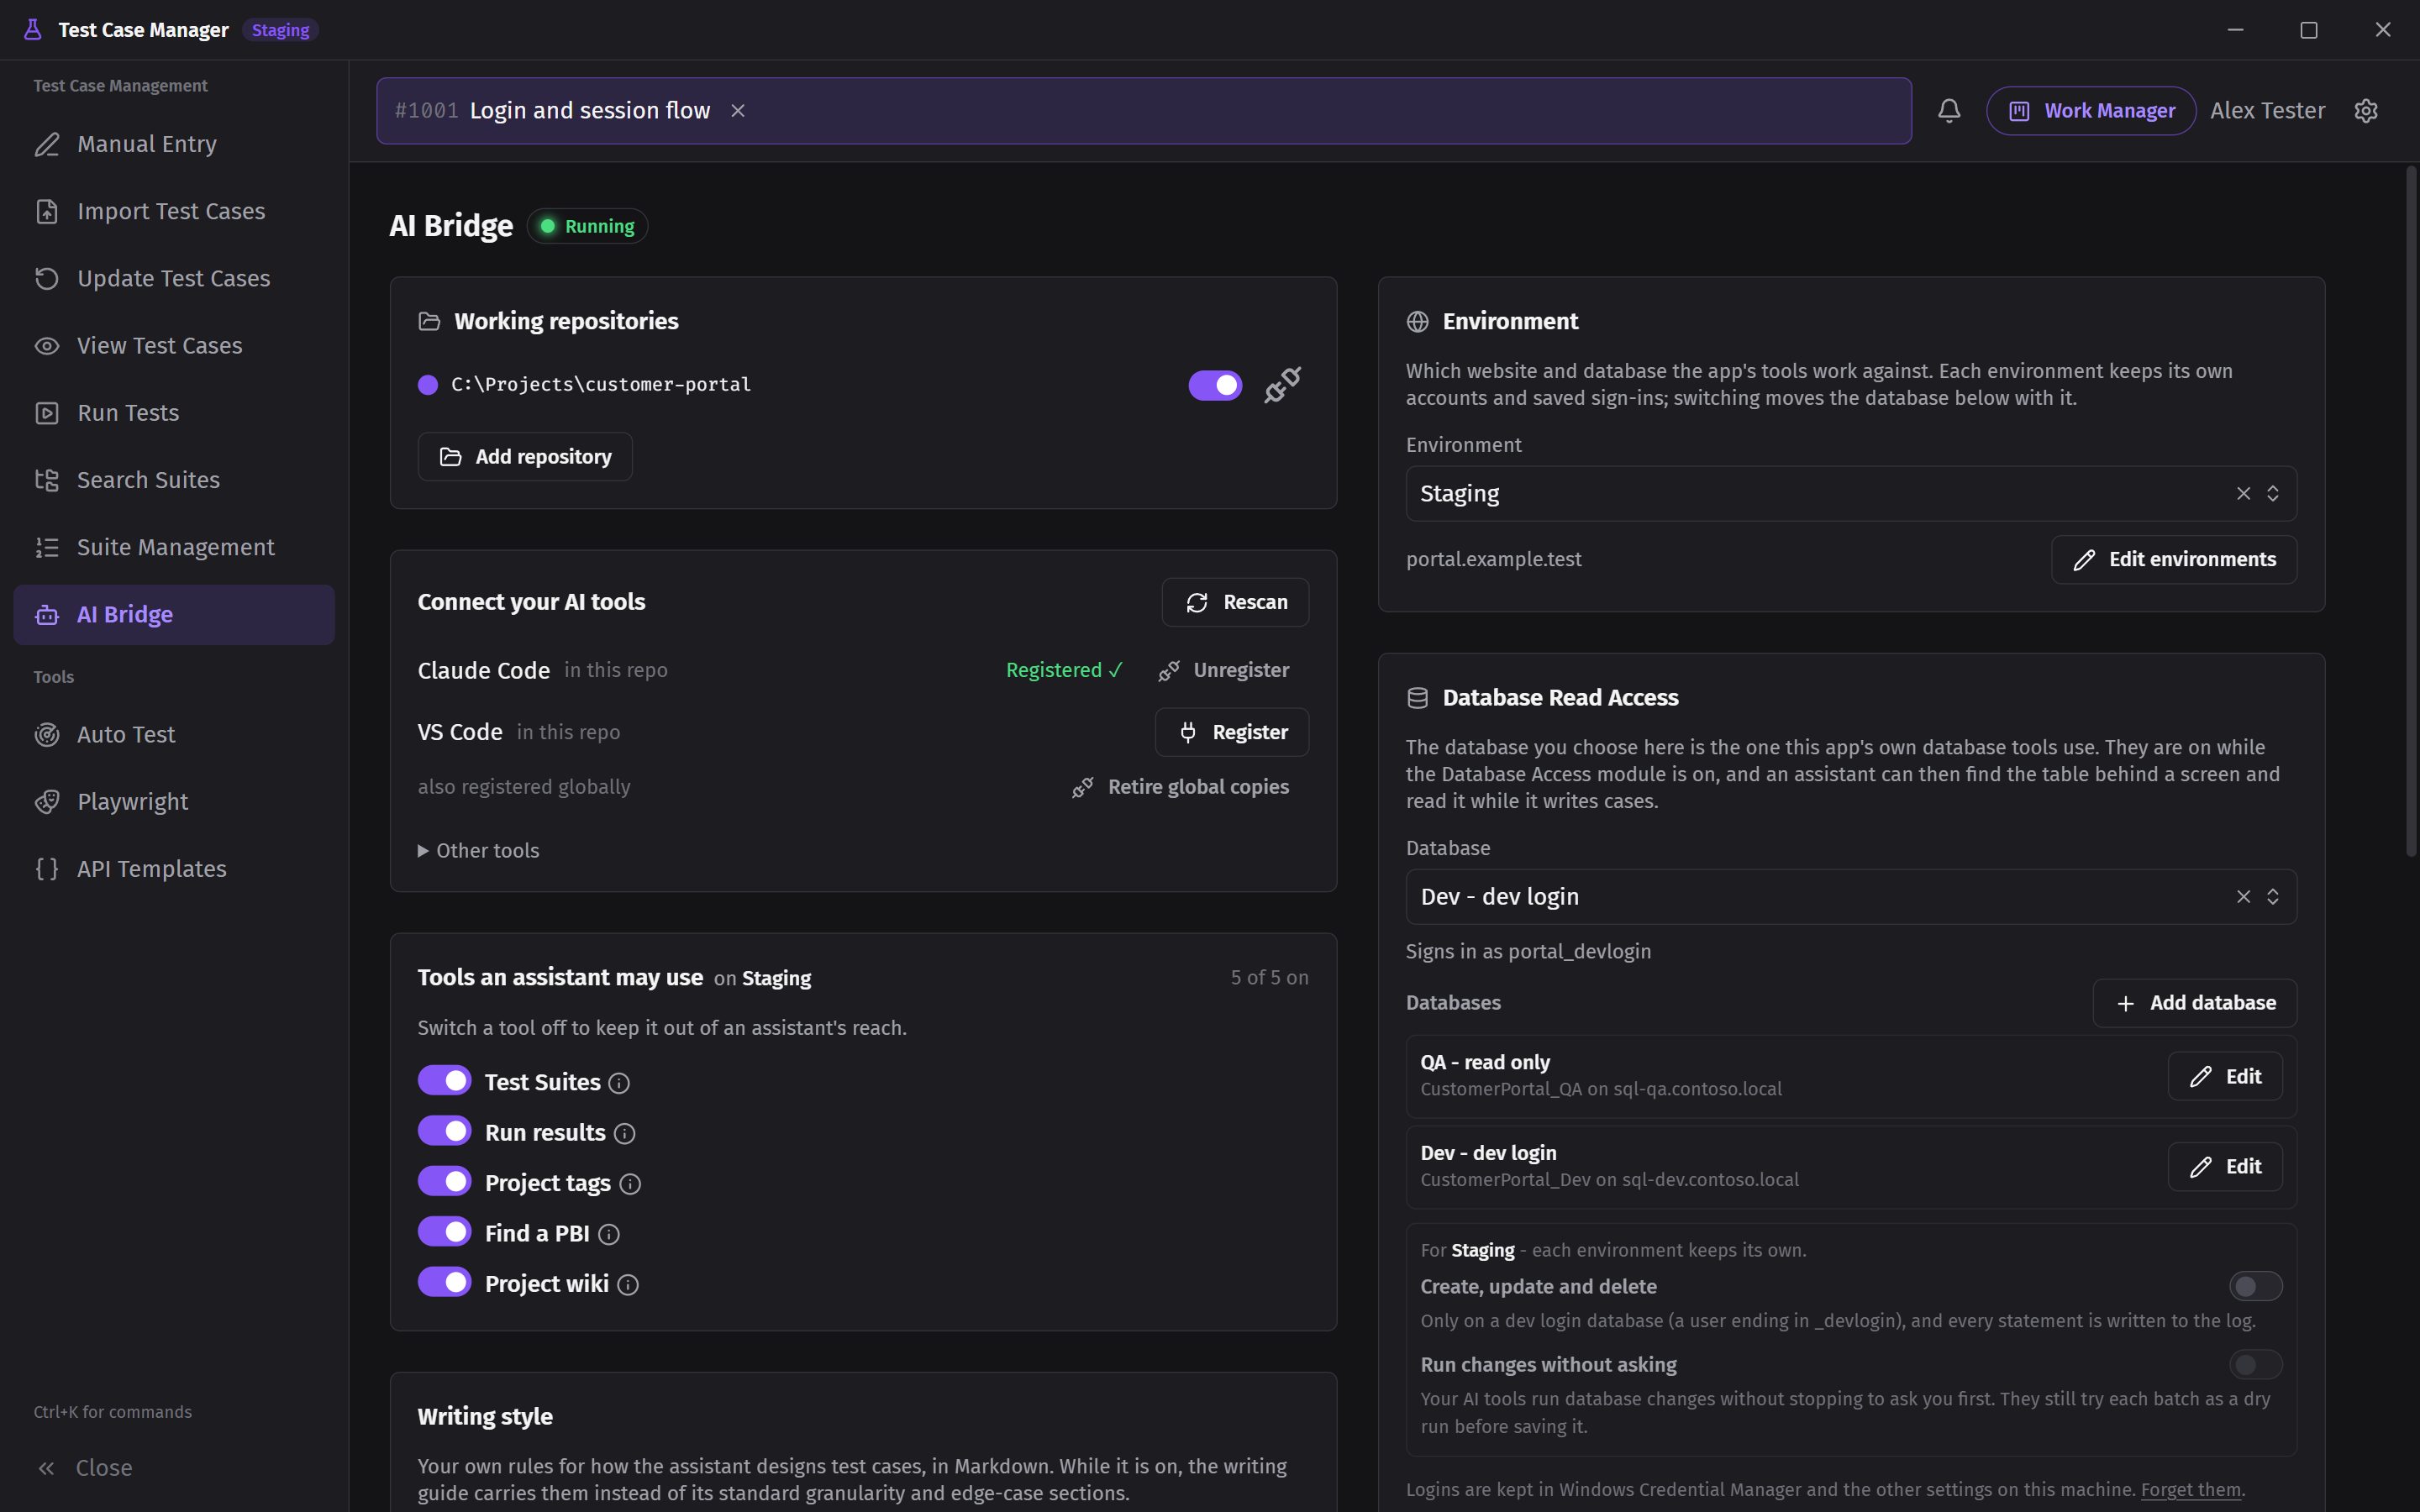 Test Case Manager Staging
Test Case Management
Manual Entry
Import Test Cases
Update Test Cases
View Test Cases
Run Tests
Search Suites
Suite Management
AI Bridge
Tools
Auto Test
Playwright
API Templates
Ctrl+K for commands
Close
#1001 Login and session flow
Work Manager
Alex Tester
AI Bridge
Running
Working repositories
C:\Projects\customer-portal
Add repository
Connect your AI tools
Rescan
Claude Code in this repo
Registered ✓
Unregister
VS Code in this repo
Register
also registered globally
Retire global copies
Other tools
Tools an assistant may use on Staging
5 of 5 on
Switch a tool off to keep it out of an assistant's reach.
Test Suites
Run results
Project tags
Find a PBI
Project wiki
Writing style
Your own rules for how the assistant designs test cases, in Markdown. While it is on, the writing
guide carries them instead of its standard granularity and edge-case sections.
Environment
Which website and database the app's tools work against. Each environment keeps its own
accounts and saved sign-ins; switching moves the database below with it.
Environment
Staging
portal.example.test
Edit environments
Database Read Access
The database you choose here is the one this app's own database tools use. They are on while
the Database Access module is on, and an assistant can then find the table behind a screen and
read it while it writes cases.
Database
Dev - dev login
Signs in as portal_devlogin
Databases
Add database
QA - read only
CustomerPortal_QA on sql-qa.contoso.local
Edit
Dev - dev login
CustomerPortal_Dev on sql-dev.contoso.local
Edit
For Staging - each environment keeps its own.
Create, update and delete
Only on a dev login database (a user ending in _devlogin), and every statement is written to the log.
Run changes without asking
Your AI tools run database changes without stopping to ask you first. They still try each batch as a dry
run before saving it.
Logins are kept in Windows Credential Manager and the other settings on this machine. Forget them.